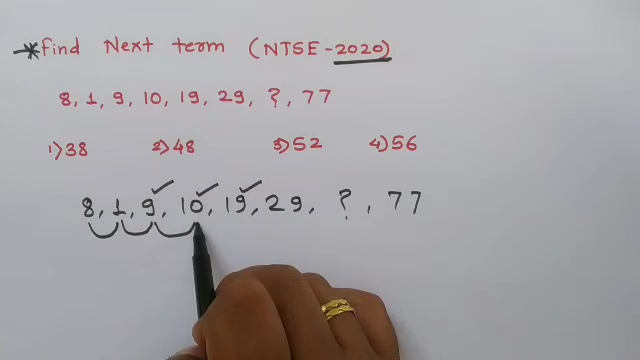 *Find Next term (NTSE-2020)
8, 1, 9, 10, 19, 29, ?, 77
1) 38 2) 48 3) 52 4) 56
8, 1, 9, 10, 19, 29, ?, 77